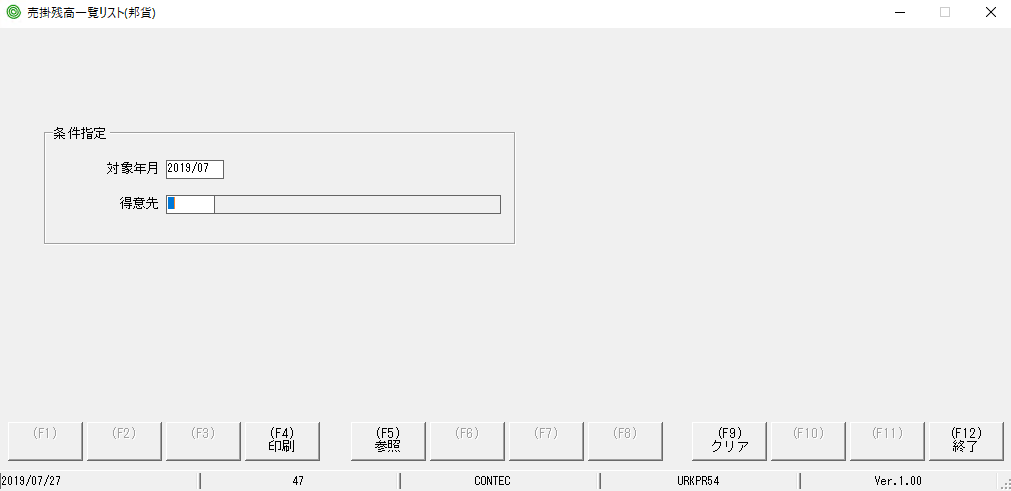 売掛残高一覧リスト(邦貨)
条件指定
対象年月 2019/07
得意先
(F1) (F2) (F3) (F4) (F5) (F6) (F7) (F8) (F9) (F10) (F11) (F12)
印刷 参照 クリア 終了
2019/07/27 47 CONTEC URKPR54 Ver.1.00